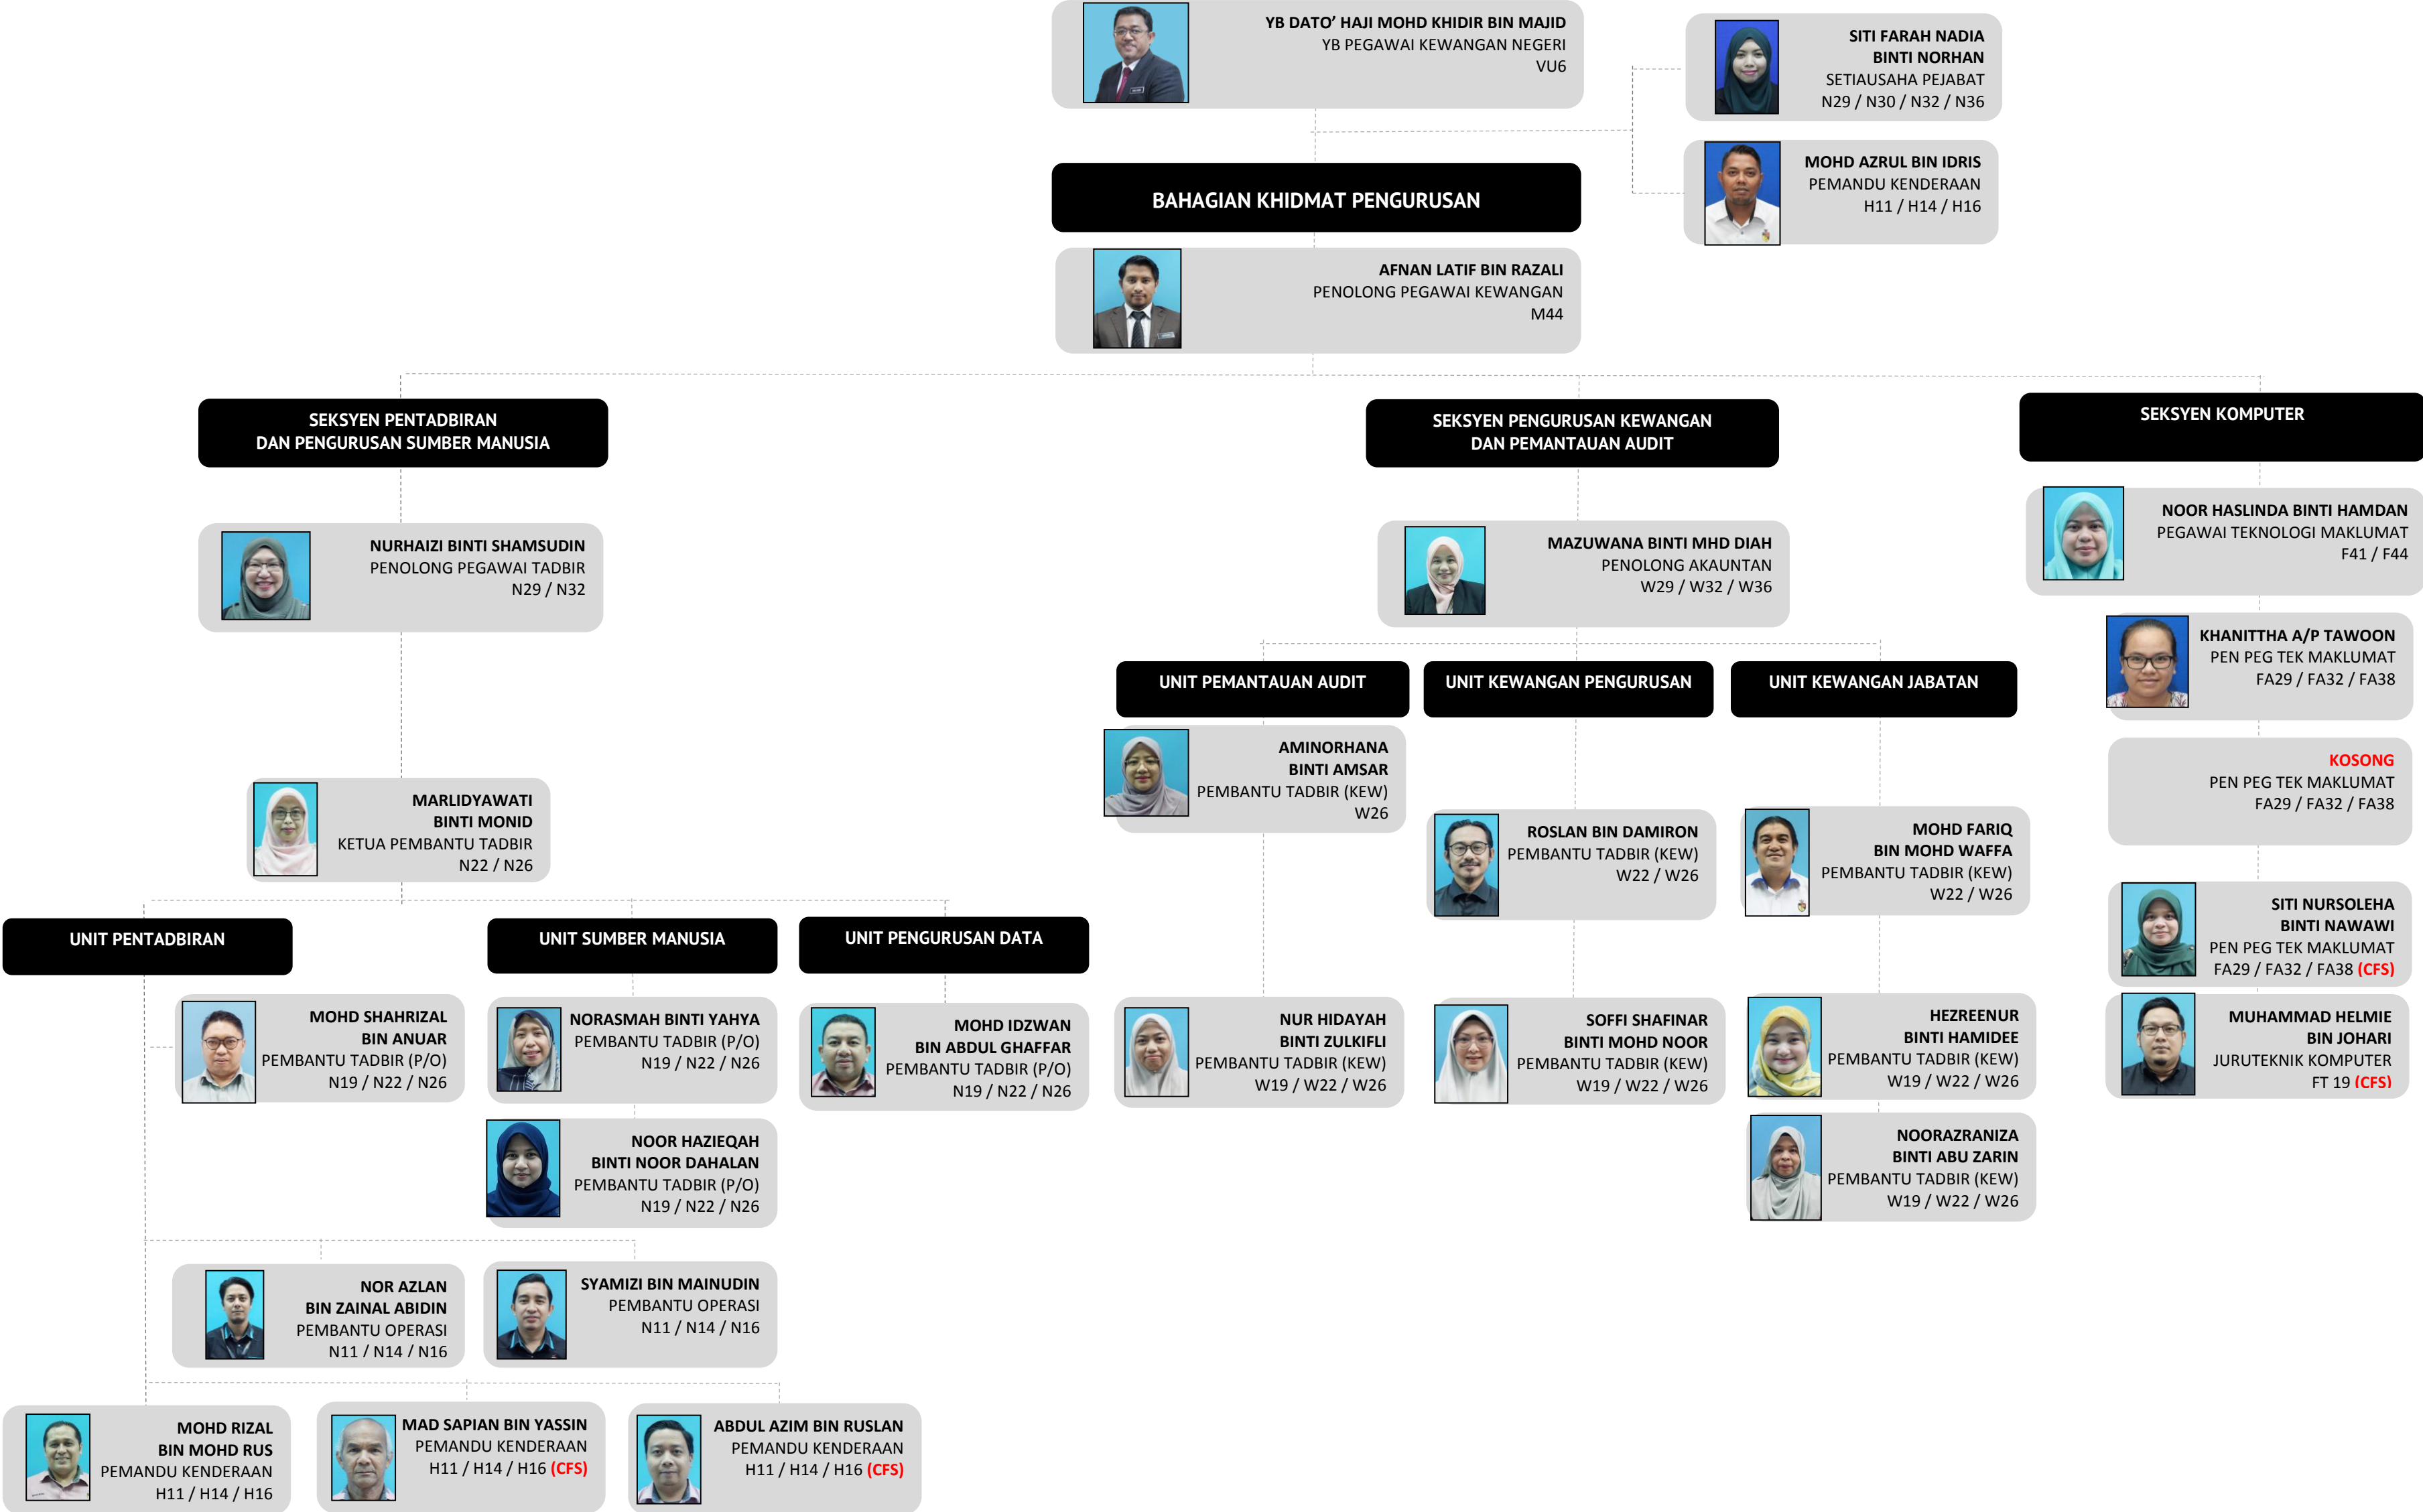 YB DATO’ HAJI MOHD KHIDIR BIN MAJID
YB PEGAWAI KEWANGAN NEGERI
VU6
SITI FARAH NADIA
BINTI NORHAN
SETIAUSAHA PEJABAT
N29 / N30 / N32 / N36
MOHD AZRUL BIN IDRIS
PEMANDU KENDERAAN
H11 / H14 / H16
BAHAGIAN KHIDMAT PENGURUSAN
AFNAN LATIF BIN RAZALI
PENOLONG PEGAWAI KEWANGAN
M44
SEKSYEN PENTADBIRAN
DAN PENGURUSAN SUMBER MANUSIA
NURHAIZI BINTI SHAMSUDIN
PENOLONG PEGAWAI TADBIR
N29 / N32
MARLIDYAWATI
BINTI MONID
KETUA PEMBANTU TADBIR
N22 / N26
UNIT PENTADBIRAN
MOHD SHAHRIZAL
BIN ANUAR
PEMBANTU TADBIR (P/O)
N19 / N22 / N26
UNIT SUMBER MANUSIA
NORASMAH BINTI YAHYA
PEMBANTU TADBIR (P/O)
N19 / N22 / N26
NOOR HAZIEQAH
BINTI NOOR DAHALAN
PEMBANTU TADBIR (P/O)
N19 / N22 / N26
UNIT PENGURUSAN DATA
MOHD IDZWAN
BIN ABDUL GHAFFAR
PEMBANTU TADBIR (P/O)
N19 / N22 / N26
NOR AZLAN
BIN ZAINAL ABIDIN
PEMBANTU OPERASI
N11 / N14 / N16
SYAMIZI BIN MAINUDIN
PEMBANTU OPERASI
N11 / N14 / N16
MOHD RIZAL
BIN MOHD RUS
PEMANDU KENDERAAN
H11 / H14 / H16
MAD SAPIAN BIN YASSIN
PEMANDU KENDERAAN
H11 / H14 / H16 (CFS)
ABDUL AZIM BIN RUSLAN
PEMANDU KENDERAAN
H11 / H14 / H16 (CFS)
SEKSYEN PENGURUSAN KEWANGAN
DAN PEMANTAUAN AUDIT
MAZUWANA BINTI MHD DIAH
PENOLONG AKAUNTAN
W29 / W32 / W36
UNIT PEMANTAUAN AUDIT
AMINORHANA
BINTI AMSAR
PEMBANTU TADBIR (KEW)
W26
NUR HIDAYAH
BINTI ZULKIFLI
PEMBANTU TADBIR (KEW)
W19 / W22 / W26
UNIT KEWANGAN PENGURUSAN
ROSLAN BIN DAMIRON
PEMBANTU TADBIR (KEW)
W22 / W26
SOFFI SHAFINAR
BINTI MOHD NOOR
PEMBANTU TADBIR (KEW)
W19 / W22 / W26
UNIT KEWANGAN JABATAN
MOHD FARIQ
BIN MOHD WAFFA
PEMBANTU TADBIR (KEW)
W22 / W26
HEZREENUR
BINTI HAMIDEE
PEMBANTU TADBIR (KEW)
W19 / W22 / W26
NOORAZRANIZA
BINTI ABU ZARIN
PEMBANTU TADBIR (KEW)
W19 / W22 / W26
SEKSYEN KOMPUTER
NOOR HASLINDA BINTI HAMDAN
PEGAWAI TEKNOLOGI MAKLUMAT
F41 / F44
KHANITTHA A/P TAWOON
PEN PEG TEK MAKLUMAT
FA29 / FA32 / FA38
KOSONG
PEN PEG TEK MAKLUMAT
FA29 / FA32 / FA38
SITI NURSOLEHA
BINTI NAWAWI
PEN PEG TEK MAKLUMAT
FA29 / FA32 / FA38 (CFS)
MUHAMMAD HELMIE
BIN JOHARI
JURUTEKNIK KOMPUTER
FT 19 (CFS)